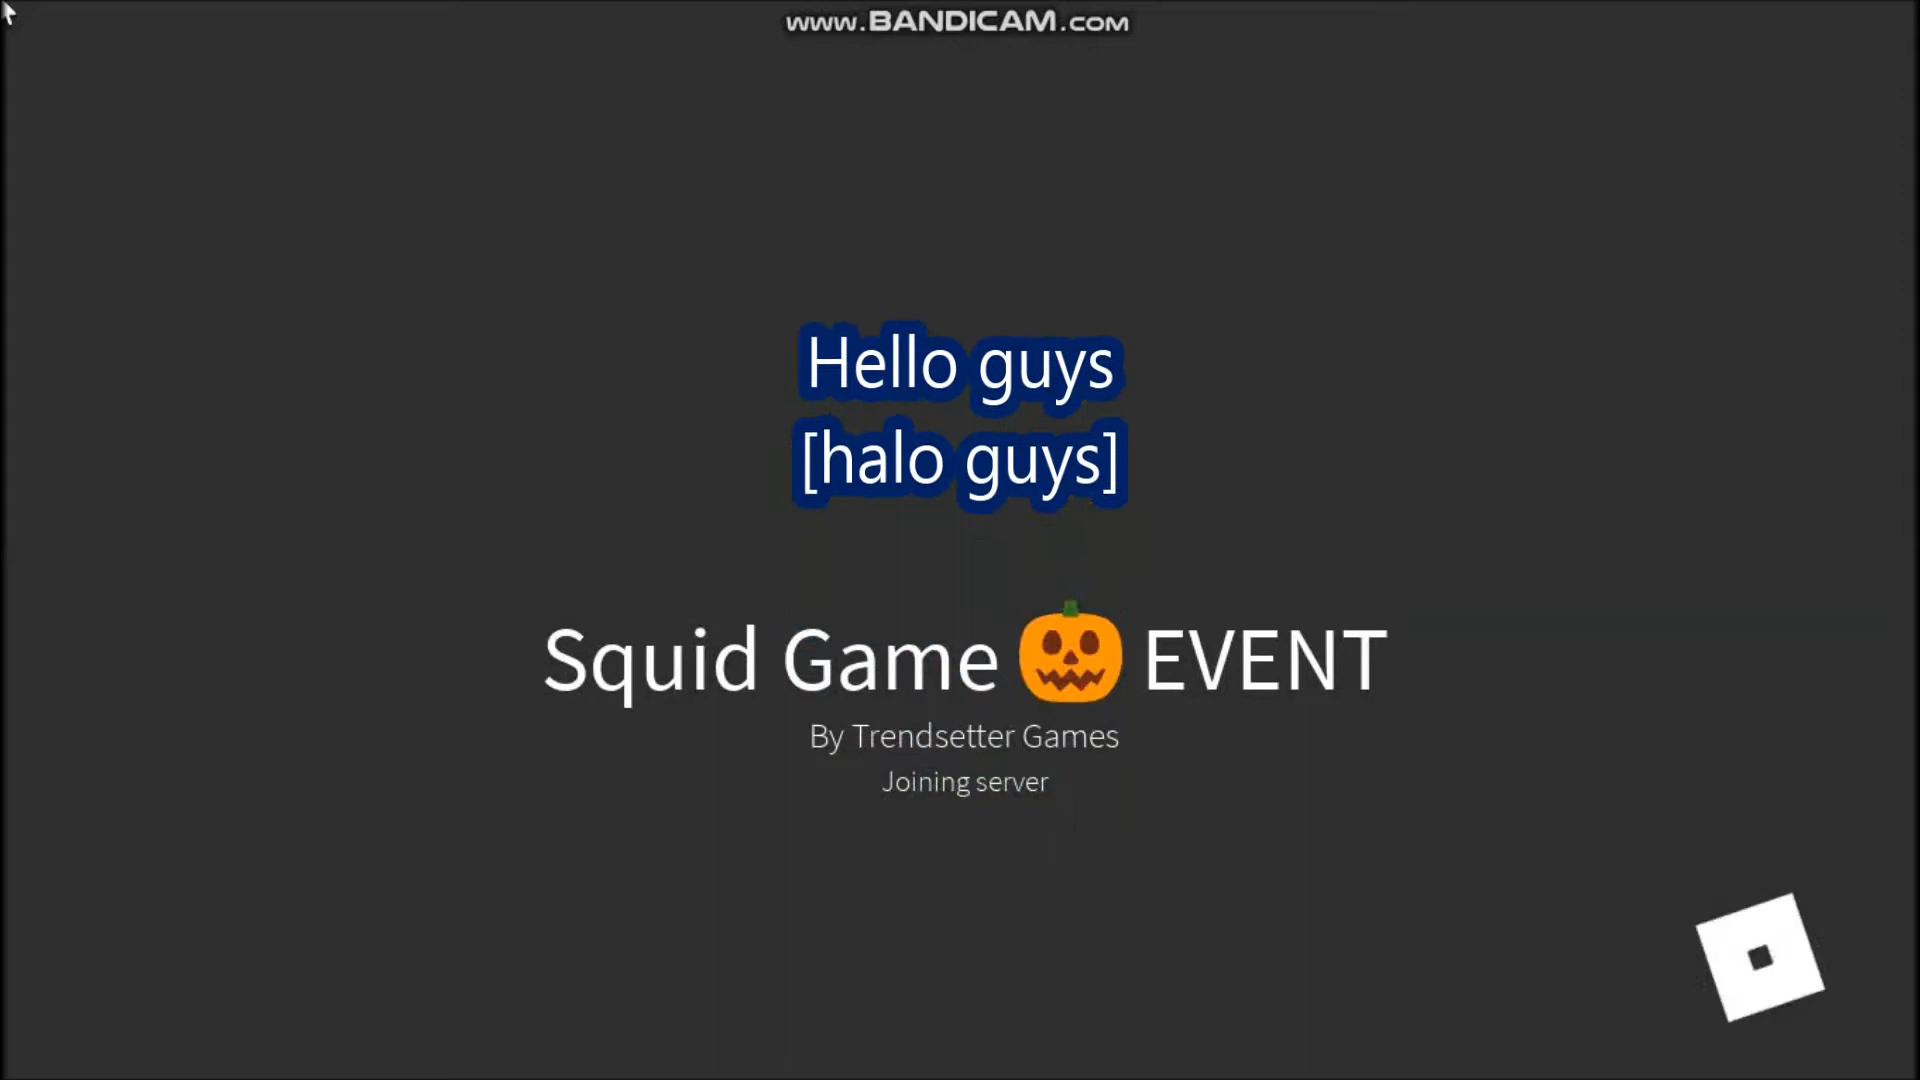 www.BANDICAM.com
Hello guys
[halo guys]
Squid Game 🎃 EVENT
By Trendsetter Games
Joining server